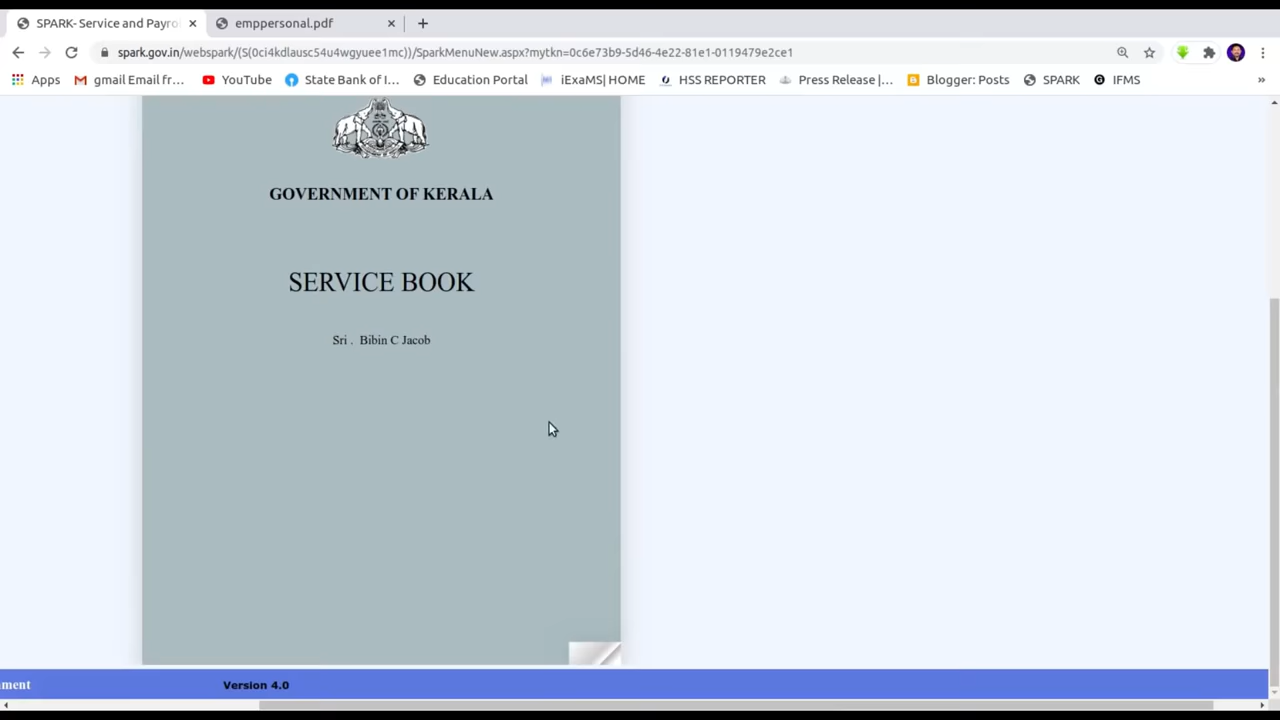 SPARK- Service and Payro
emppersonal.pdf
spark.gov.in/webspark/(S(0ci4kdlausc54u4wgyuee1mc))/SparkMenuNew.aspx?mytkn=0c6e73b9-5d46-4e22-81e1-0119479e2ce1
Apps
gmail Email fr...
YouTube
State Bank of I...
Education Portal
iExaMS| HOME
HSS REPORTER
Press Release |...
Blogger: Posts
SPARK
IFMS
»
GOVERNMENT OF KERALA
SERVICE BOOK
Sri . Bibin C Jacob
nment
Version 4.0